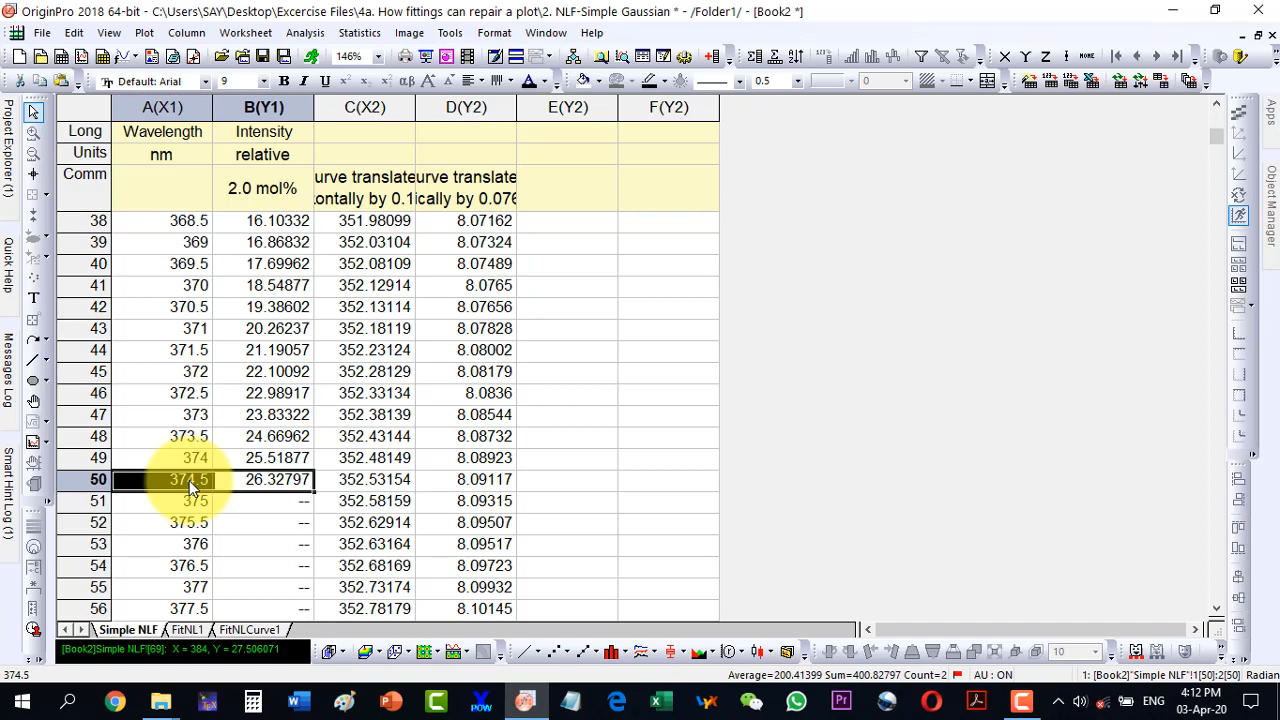 OriginPro 2018 64-bit - C:\Users\SAY\Desktop\Excercise Files\4a. How fittings can repair a plot\2. NLF-Simple Gaussian * - /Folder1/ - [Book2 *]
File Edit View Plot Column Worksheet Analysis Statistics Image Tools Format Window Help
146%
Default: Arial 9 B I U αβ A A 0.5 0
Project Explorer (1)
Quick Help
Messages Log
Smart Hint Log (1)
Apps
Object Manager
A(X1) B(Y1) C(X2) D(Y2) E(Y2) F(Y2)
Long Wavelength Intensity
Units nm relative
Comm 2.0 mol% urve translate urve translate
ontally by 0.1 ically by 0.076
38 368.5 16.10332 351.98099 8.07162
39 369 16.86832 352.03104 8.07324
40 369.5 17.69962 352.08109 8.07489
41 370 18.54877 352.12914 8.0765
42 370.5 19.38602 352.13114 8.07656
43 371 20.26237 352.18119 8.07828
44 371.5 21.19057 352.23124 8.08002
45 372 22.10092 352.28129 8.08179
46 372.5 22.98917 352.33134 8.0836
47 373 23.83322 352.38139 8.08544
48 373.5 24.66962 352.43144 8.08732
49 374 25.51877 352.48149 8.08923
50 374.5 26.32797 352.53154 8.09117
51 375 -- 352.58159 8.09315
52 375.5 -- 352.62914 8.09507
53 376 -- 352.63164 8.09517
54 376.5 -- 352.68169 8.09723
55 377 -- 352.73174 8.09932
56 377.5 -- 352.78179 8.10145
Simple NLF FitNL1 FitNLCurve1
[Book2]Simple NLF![69]: X = 384, Y = 27.506071
10
374.5 Average=200.41399 Sum=400.82797 Count=2 AU : ON 1: [Book2]"Simple NLF"!1[50]:2[50] Radian
ENG 4:12 PM
03-Apr-20